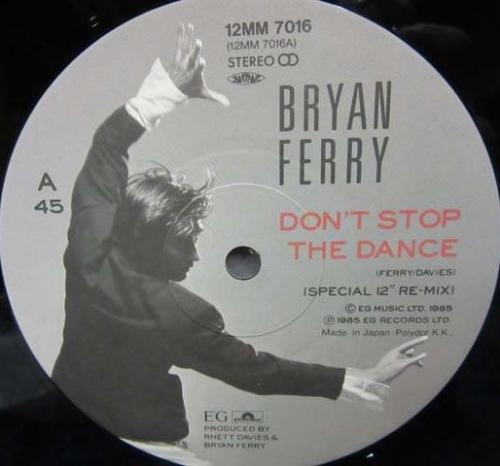 12MM 7016
(12MM 7016A)
STEREO
BRYAN
FERRY
A
45
DON'T STOP
THE DANCE
(FERRY/DAVIES)
(SPECIAL 12" RE-MIX)
Ⓒ EG MUSIC LTD. 1985
Ⓟ 1985 EG RECORDS LTD.
Made in Japan Polydor K.K.
E'G polydor
PRODUCED BY
RHETT DAVIES &
BRYAN FERRY